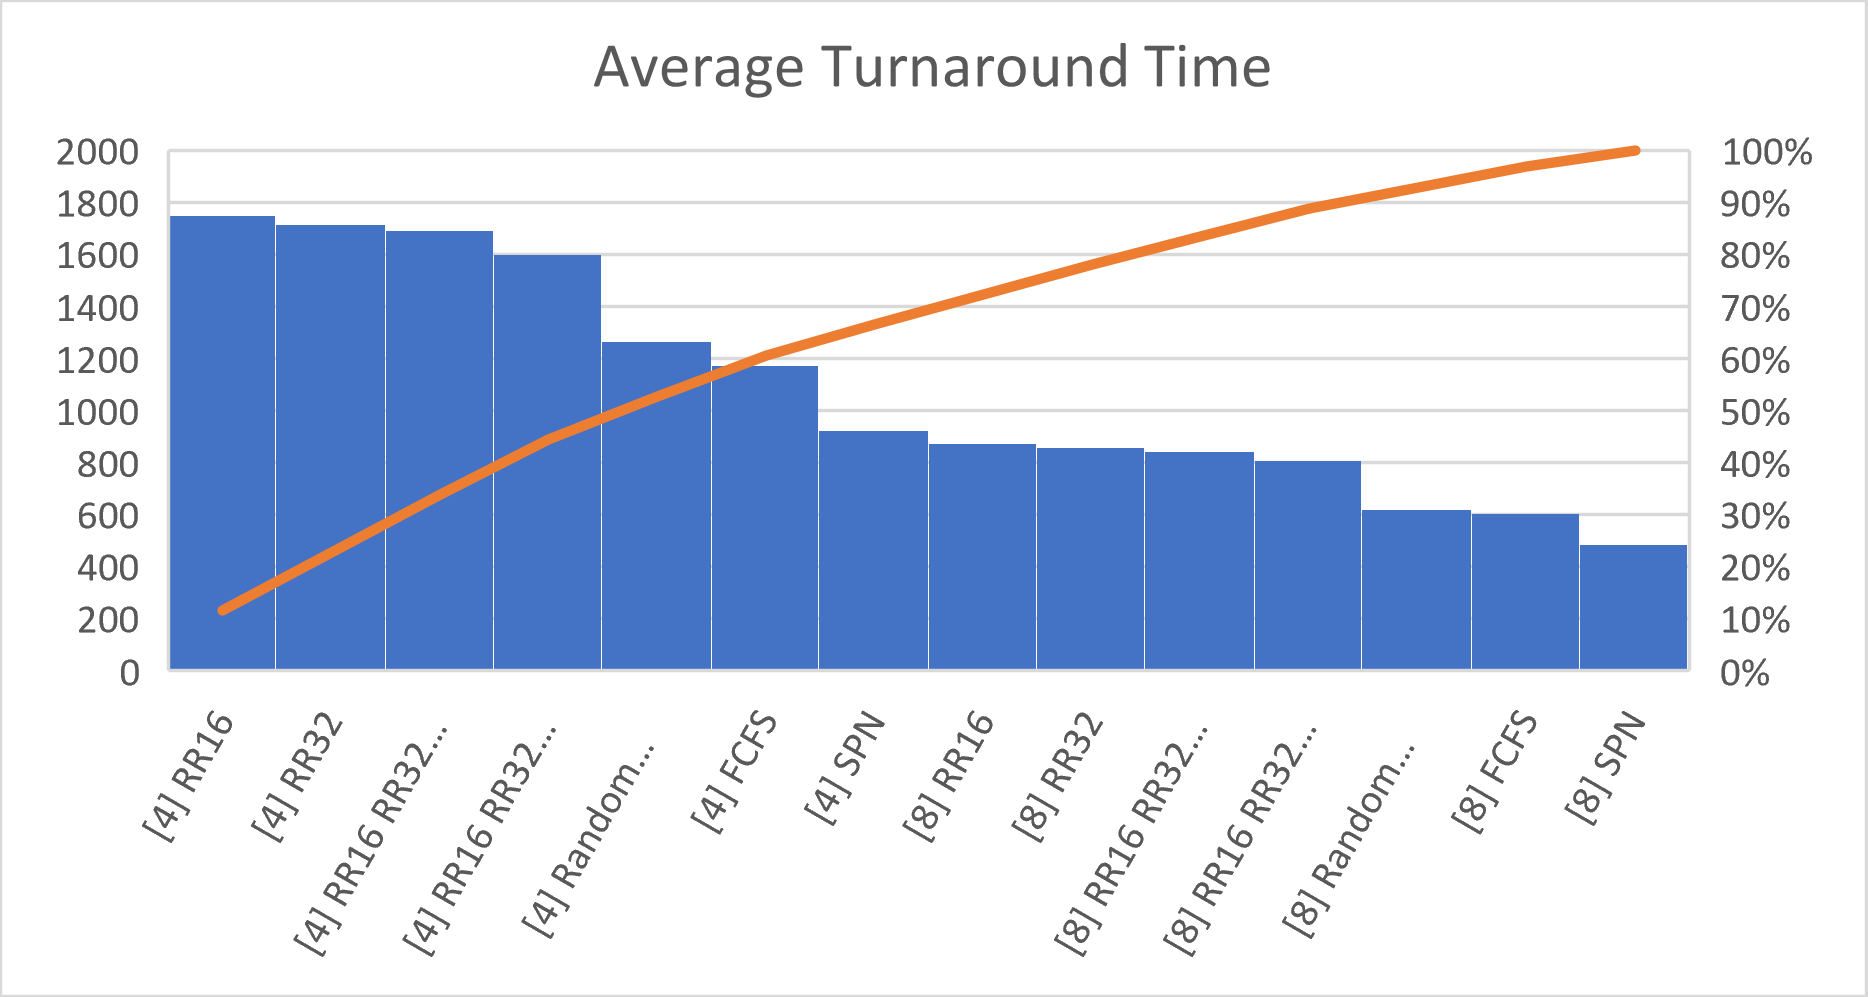 Average Turnaround Time
2000
1800
1600
1400
1200
1000
800
600
400
200
0
100%
90%
80%
70%
60%
50%
40%
30%
20%
10%
0%
[4] RR16
[4] RR32
[4] RR16 RR32...
[4] RR16 RR32...
[4] Random...
[4] FCFS
[4] SPN
[8] RR16
[8] RR32
[8] RR16 RR32...
[8] RR16 RR32...
[8] Random...
[8] FCFS
[8] SPN